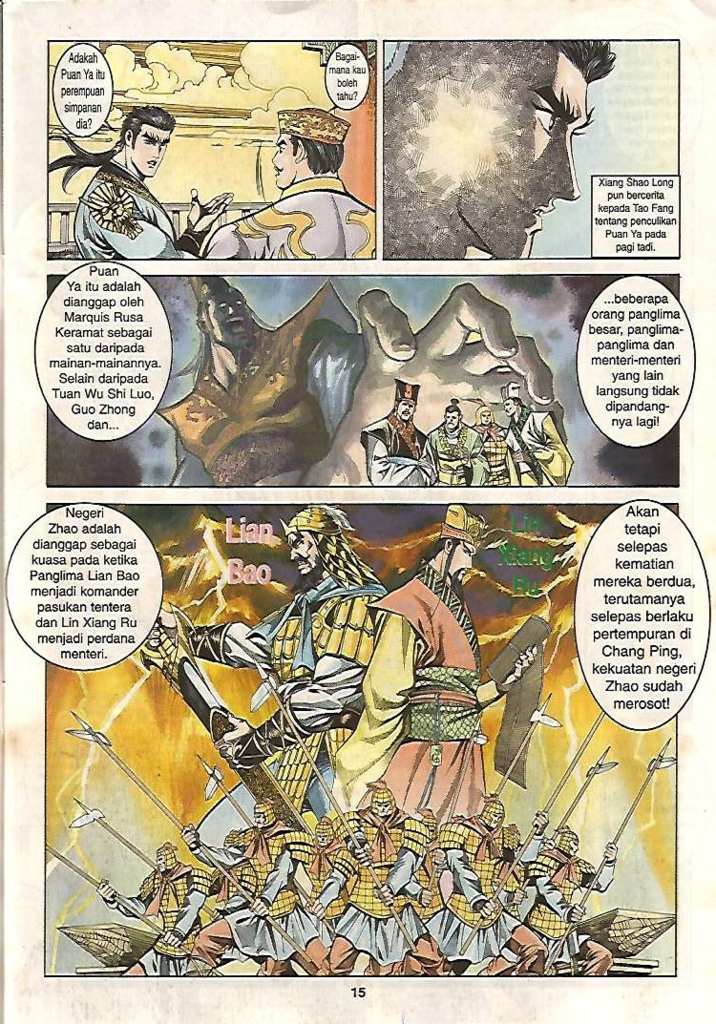 Adakah
Puan Ya itu
perempuan
simpanan
dia?
Bagai-
mana kau
boleh
tahu?
Xiang Shao Long
pun bercerita
kepada Tao Fang
tentang penculikan
Puan Ya pada
pagi tadi.
Puan
Ya itu adalah
dianggap oleh
Marquis Rusa
Keramat sebagai
satu daripada
mainan-mainannya.
Selain daripada
Tuan Wu Shi Luo,
Guo Zhong
dan...
...beberapa
orang panglima
besar, panglima-
panglima dan
menteri-menteri
yang lain
langsung tidak
dipandang-
nya lagi!
Negeri
Zhao adalah
dianggap sebagai
kuasa pada ketika
Panglima Lian Bao
menjadi komander
pasukan tentera
dan Lin Xiang Ru
menjadi perdana
menteri.
Lian
Bao
Lin
Xiang
Ru
Akan
tetapi
selepas
kematian
mereka berdua,
terutamanya
selepas berlaku
pertempuran di
Chang Ping,
kekuatan negeri
Zhao sudah
merosot!
15